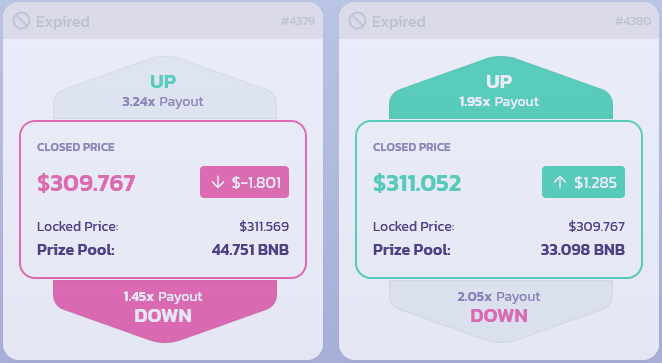 Expired #4379
UP
3.24x Payout
CLOSED PRICE
$309.767 ↓ $-1.801
Locked Price: $311.569
Prize Pool: 44.751 BNB
1.45x Payout
DOWN
Expired #4380
UP
1.95x Payout
CLOSED PRICE
$311.052 ↑ $1.285
Locked Price: $309.767
Prize Pool: 33.098 BNB
2.05x Payout
DOWN